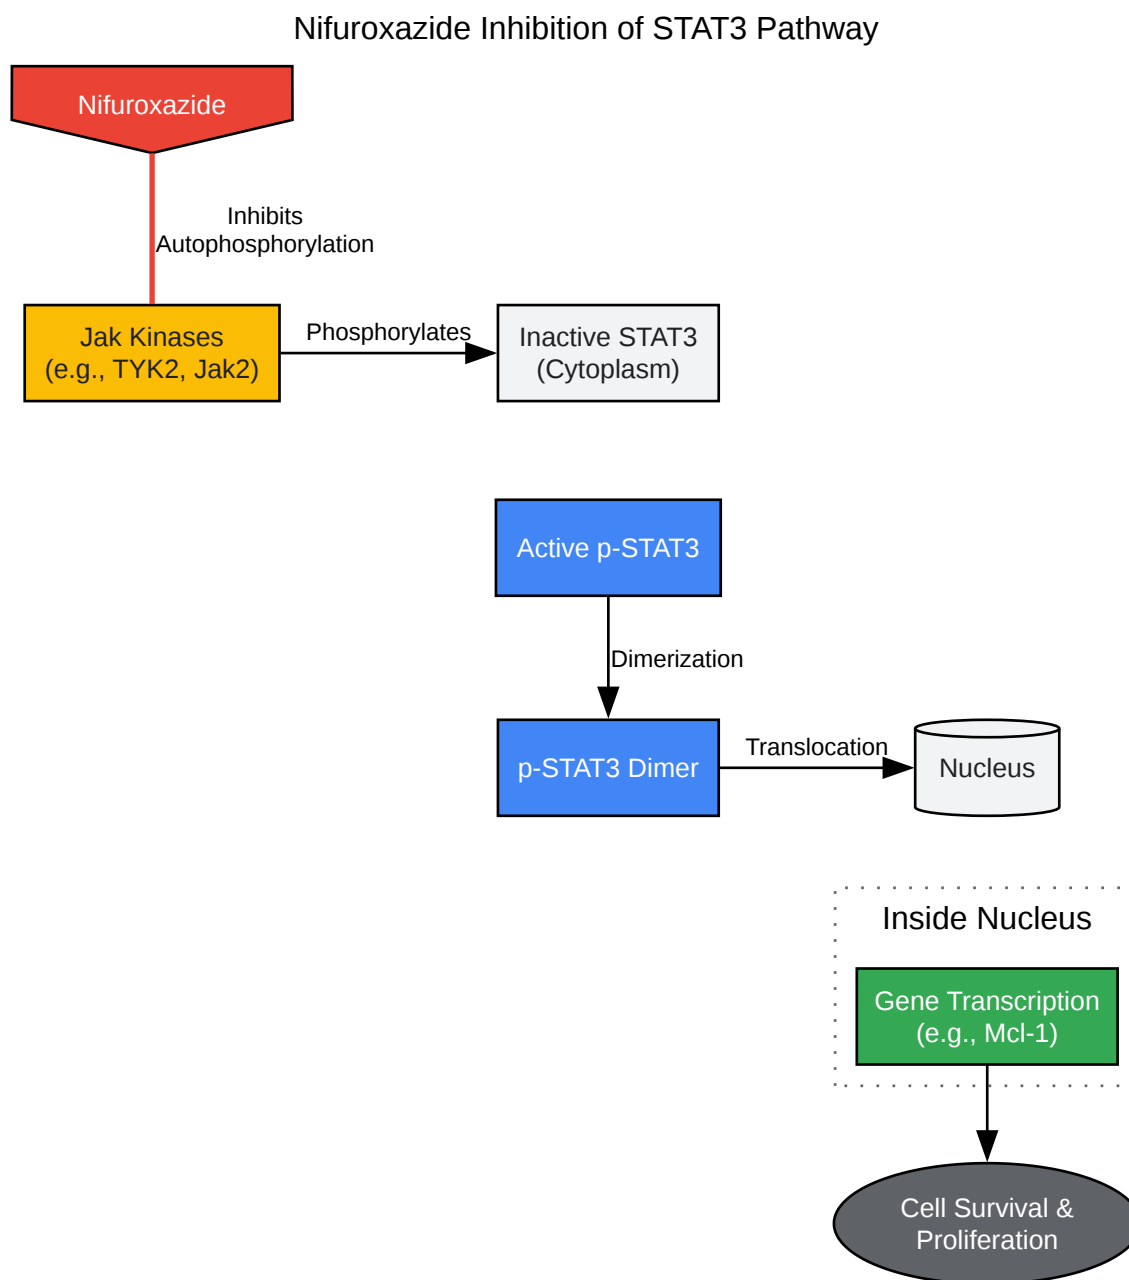 Nifuroxazide Inhibition of STAT3 Pathway
Nifuroxazide
Inhibits
Autophosphorylation
Jak Kinases
(e.g., TYK2, Jak2)
Phosphorylates
Inactive STAT3
(Cytoplasm)
Active p-STAT3
Dimerization
p-STAT3 Dimer
Translocation
Nucleus
Inside Nucleus
Gene Transcription
(e.g., Mcl-1)
Cell Survival &
Proliferation